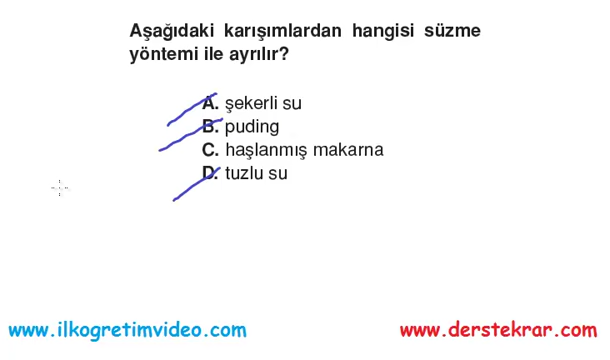 Aşağıdaki karışımlardan hangisi süzme
yöntemi ile ayrılır?
A. şekerli su
B. puding
C. haşlanmış makarna
D. tuzlu su
www.ilkogretimvideo.com
www.derstekrar.com